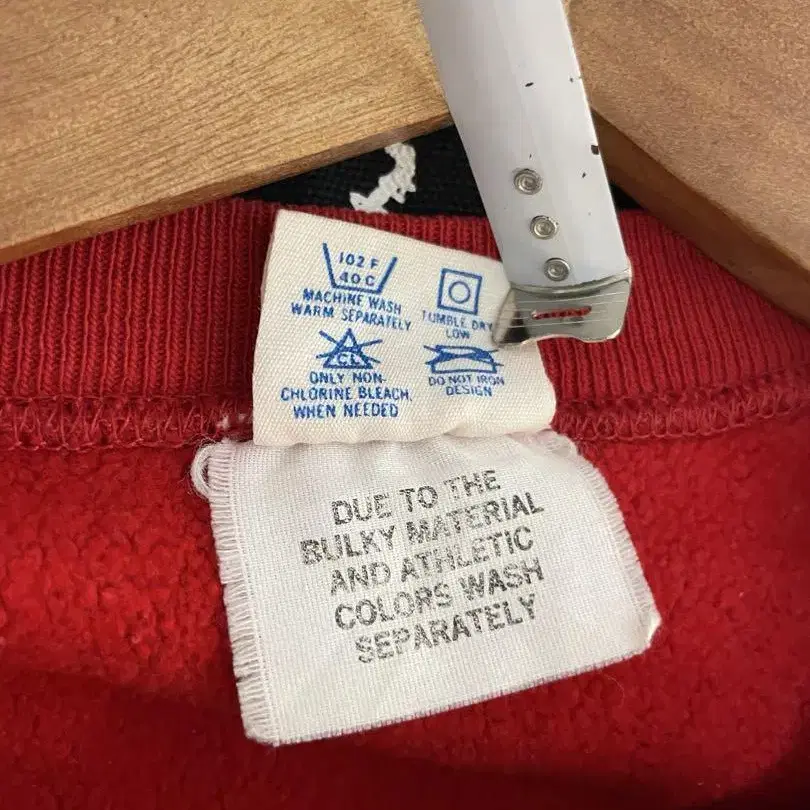 102 F
40 C
MACHINE WASH
WARM SEPARATELY
TUMBLE DRY
LOW
CL
ONLY NON-
CHLORINE BLEACH
WHEN NEEDED
DO NOT IRON
DESIGN
DUE TO THE
BULKY MATERIAL
AND ATHLETIC
COLORS WASH
SEPARATELY